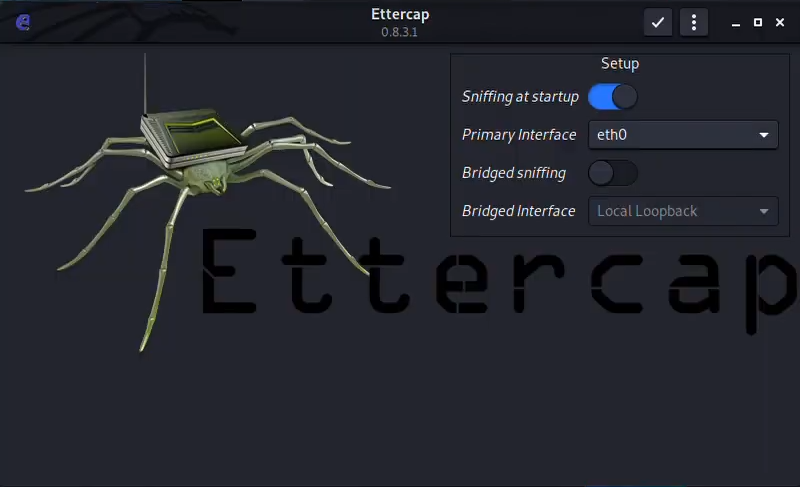 Ettercap
0.8.3.1
Setup
Sniffing at startup
Primary Interface eth0
Bridged sniffing
Bridged Interface Local Loopback
Ettercap